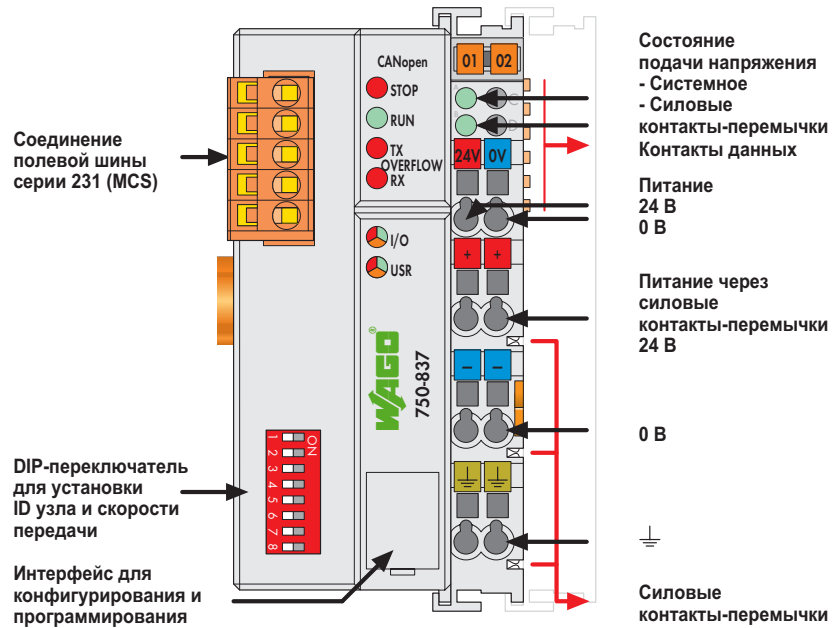 Соединение
полевой шины
серии 231 (MCS)
DIP-переключатель
для установки
ID узла и скорости
передачи
Интерфейс для
конфигурирования и
программирования
CANopen
STOP
RUN
TX
OVERFLOW
RX
I/O
USR
WAGO®
750-837
ON
1
2
3
4
5
6
7
8
01 02
A C
B D
24V 0V
+ +
− −
Состояние
подачи напряжения
- Системное
- Силовые
контакты-перемычки
Контакты данных
Питание
24 В
0 В
Питание через
силовые
контакты-перемычки
24 В
0 В
Силовые
контакты-перемычки